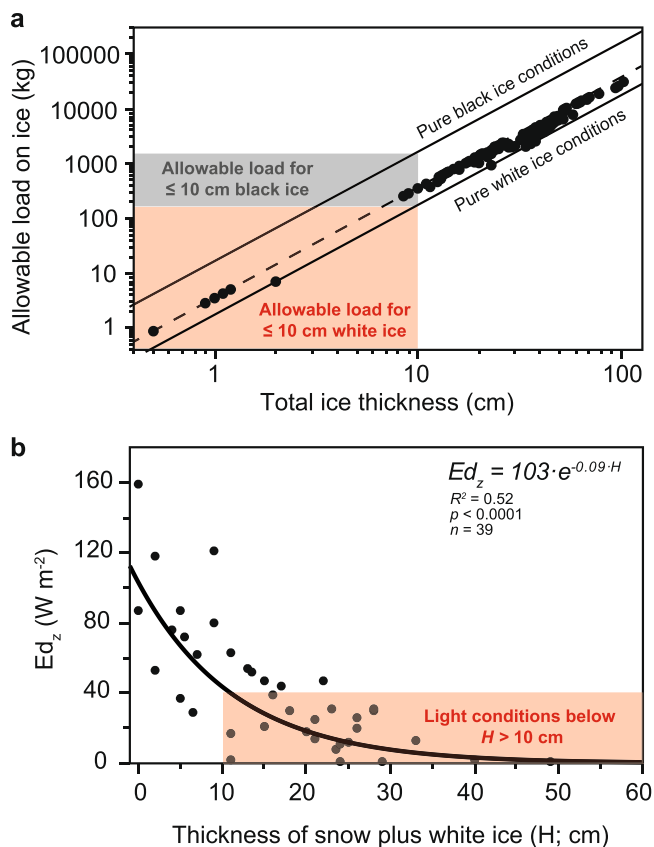 a
Allowable load on ice (kg)
100000
10000
1000
100
10
1
Pure black ice conditions
Pure white ice conditions
Allowable load for
≤ 10 cm black ice
Allowable load for
≤ 10 cm white ice
1
10
100
Total ice thickness (cm)
b
Ed_z (W m⁻²)
160
120
80
40
0
Ed_z = 103·e^-0.09·H
R² = 0.52
p < 0.0001
n = 39
Light conditions below
H > 10 cm
0
10
20
30
40
50
60
Thickness of snow plus white ice (H; cm)